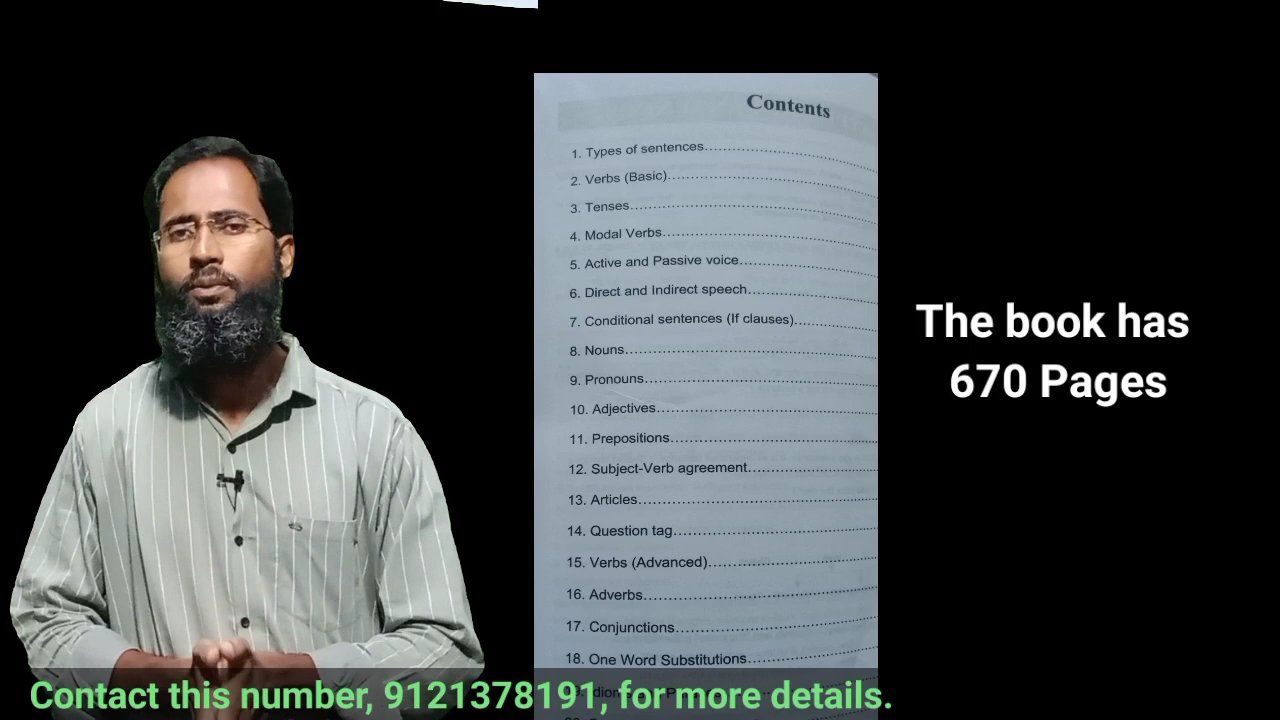 Contents
1. Types of sentences
2. Verbs (Basic)
3. Tenses
4. Modal Verbs
5. Active and Passive voice
6. Direct and Indirect speech
7. Conditional sentences (If clauses)
8. Nouns
9. Pronouns
10. Adjectives
11. Prepositions
12. Subject-Verb agreement
13. Articles
14. Question tag
15. Verbs (Advanced)
16. Adverbs
17. Conjunctions
18. One Word Substitutions
The book has
670 Pages
Contact this number, 9121378191, for more details.